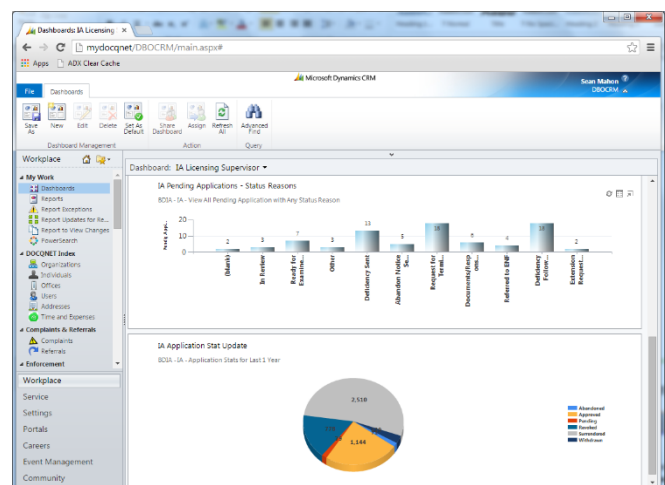 Dashboards: IA Licensing
mydocqnet/DBOCRM/main.aspx#
Apps ADX Clear Cache
Microsoft Dynamics CRM
Sean Mahon
DBOCRM
File Dashboards
Save As
New
Edit
Delete
Set As Default
Share Dashboard
Assign
Refresh All
Advanced Find
Dashboard Management
Action
Query
Workplace
Dashboard: IA Licensing Supervisor
My Work
Dashboards
Reports
Report Exceptions
Report Updates for Re...
Report to View Changes
PowerSearch
DOCQNET Index
Organizations
Individuals
Offices
Users
Addresses
Time and Expenses
Complaints & Referrals
Complaints
Referrals
Enforcement
Workplace
Service
Settings
Portals
Careers
Event Management
Community
IA Pending Applications - Status Reasons
BDIA - IA - View All Pending Application with Any Status Reason
20
10
0
2
3
7
3
13
5
18
6
4
18
2
(blank)
In Review
Ready for Examine...
Other
Deficiency Sent
Abandon Notice Se...
Request for Termi...
Documents/Resp ons...
Referred to ENF
Deficiency Follow...
Extension Request...
IA Application Stat Update
BDIA - IA - Application Stats for Last 1 Year
2,510
1,144
Abandoned
Approved
Pending
Recalled
Surrendered
Withdrawn